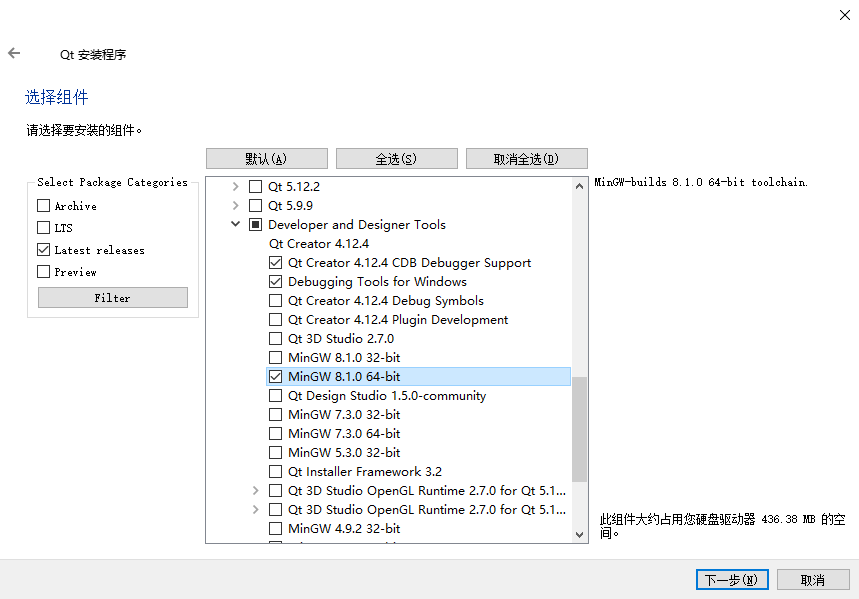 Qt 安装程序
选择组件
请选择要安装的组件。
默认(A)
全选(S)
取消全选(D)
Select Package Categories
Archive
LTS
Latest releases
Preview
Filter
Qt 5.12.2
Qt 5.9.9
Developer and Designer Tools
Qt Creator 4.12.4
Qt Creator 4.12.4 CDB Debugger Support
Debugging Tools for Windows
Qt Creator 4.12.4 Debug Symbols
Qt Creator 4.12.4 Plugin Development
Qt 3D Studio 2.7.0
MinGW 8.1.0 32-bit
MinGW 8.1.0 64-bit
Qt Design Studio 1.5.0-community
MinGW 7.3.0 32-bit
MinGW 7.3.0 64-bit
MinGW 5.3.0 32-bit
Qt Installer Framework 3.2
Qt 3D Studio OpenGL Runtime 2.7.0 for Qt 5.1...
Qt 3D Studio OpenGL Runtime 2.7.0 for Qt 5.1...
MinGW 4.9.2 32-bit
MinGW-builds 8.1.0 64-bit toolchain.
此组件大约占用您硬盘驱动器 436.38 MB 的空
间。
下一步(N)
取消